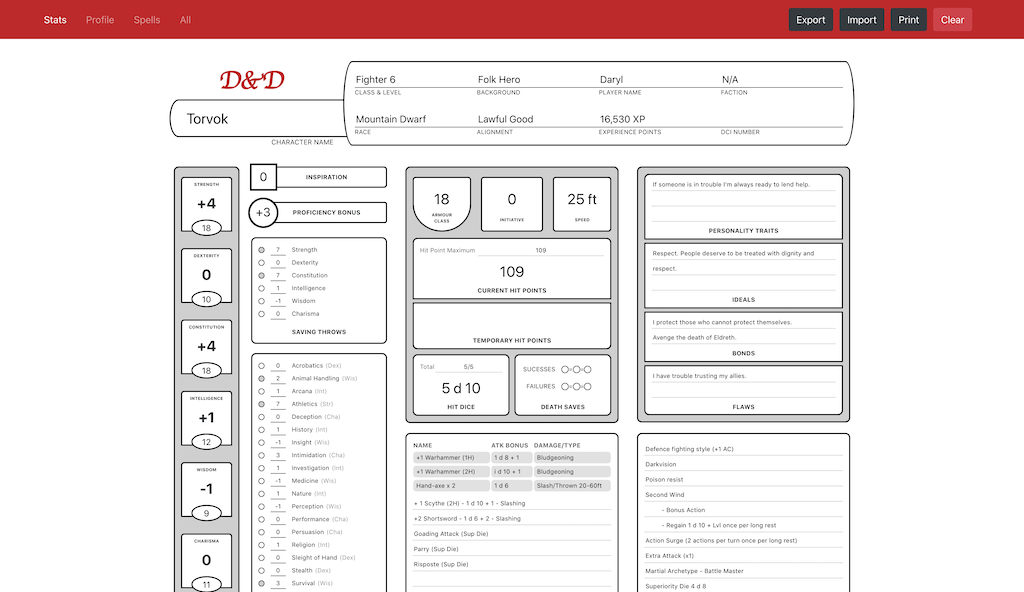 Stats Profile Spells All Export Import Print Clear
D&D
Torvok
CHARACTER NAME
Fighter 6 Folk Hero Daryl N/A
CLASS & LEVEL BACKGROUND PLAYER NAME FACTION
Mountain Dwarf Lawful Good 16,530 XP
RACE ALIGNMENT EXPERIENCE POINTS DCI NUMBER
STRENGTH
+4
18
DEXTERITY
0
10
CONSTITUTION
+4
18
INTELLIGENCE
+1
12
WISDOM
-1
9
CHARISMA
0
11
0 INSPIRATION
+3 PROFICIENCY BONUS
7 Strength
0 Dexterity
7 Constitution
1 Intelligence
-1 Wisdom
0 Charisma
SAVING THROWS
0 Acrobatics (Dex)
2 Animal Handling (Wis)
1 Arcana (Int)
7 Athletics (Str)
0 Deception (Cha)
1 History (Int)
-1 Insight (Wis)
3 Intimidation (Cha)
1 Investigation (Int)
-1 Medicine (Wis)
1 Nature (Int)
-1 Perception (Wis)
0 Performance (Cha)
0 Persuasion (Cha)
1 Religion (Int)
0 Sleight of Hand (Dex)
0 Stealth (Dex)
3 Survival (Wis)
18
ARMOUR
CLASS
0
INITIATIVE
25 ft
SPEED
Hit Point Maximum 109
109
CURRENT HIT POINTS
TEMPORARY HIT POINTS
Total 5/5
5 d 10
HIT DICE
SUCESSES
FAILURES
DEATH SAVES
NAME ATK BONUS DAMAGE/TYPE
+1 Warhammer (1H) 1 d 8 + 1 Bludgeoning
+1 Warhammer (2H) i d 10 + 1 Bludgeoning
Hand-axe x 2 1 d 6 Slash/Thrown 20-60ft
+ 1 Scythe (2H) - 1 d 10 + 1 - Slashing
+2 Shortsword - 1 d 6 + 2 - Slashing
Goading Attack (Sup Die)
Parry (Sup Die)
Risposte (Sup Die)
If someone is in trouble I'm always ready to lend help.
PERSONALITY TRAITS
Respect. People deserve to be treated with dignity and
respect.
IDEALS
I protect those who cannot protect themselves.
Avenge the death of Eldreth.
BONDS
I have trouble trusting my allies.
FLAWS
Defence fighting style (+1 AC)
Darkvision
Poison resist
Second Wind
- Bonus Action
- Regain 1 d 10 + Lvl once per long rest
Action Surge (2 actions per turn once per long rest)
Extra Attack (x1)
Martial Archetype - Battle Master
Superiority Die 4 d 8